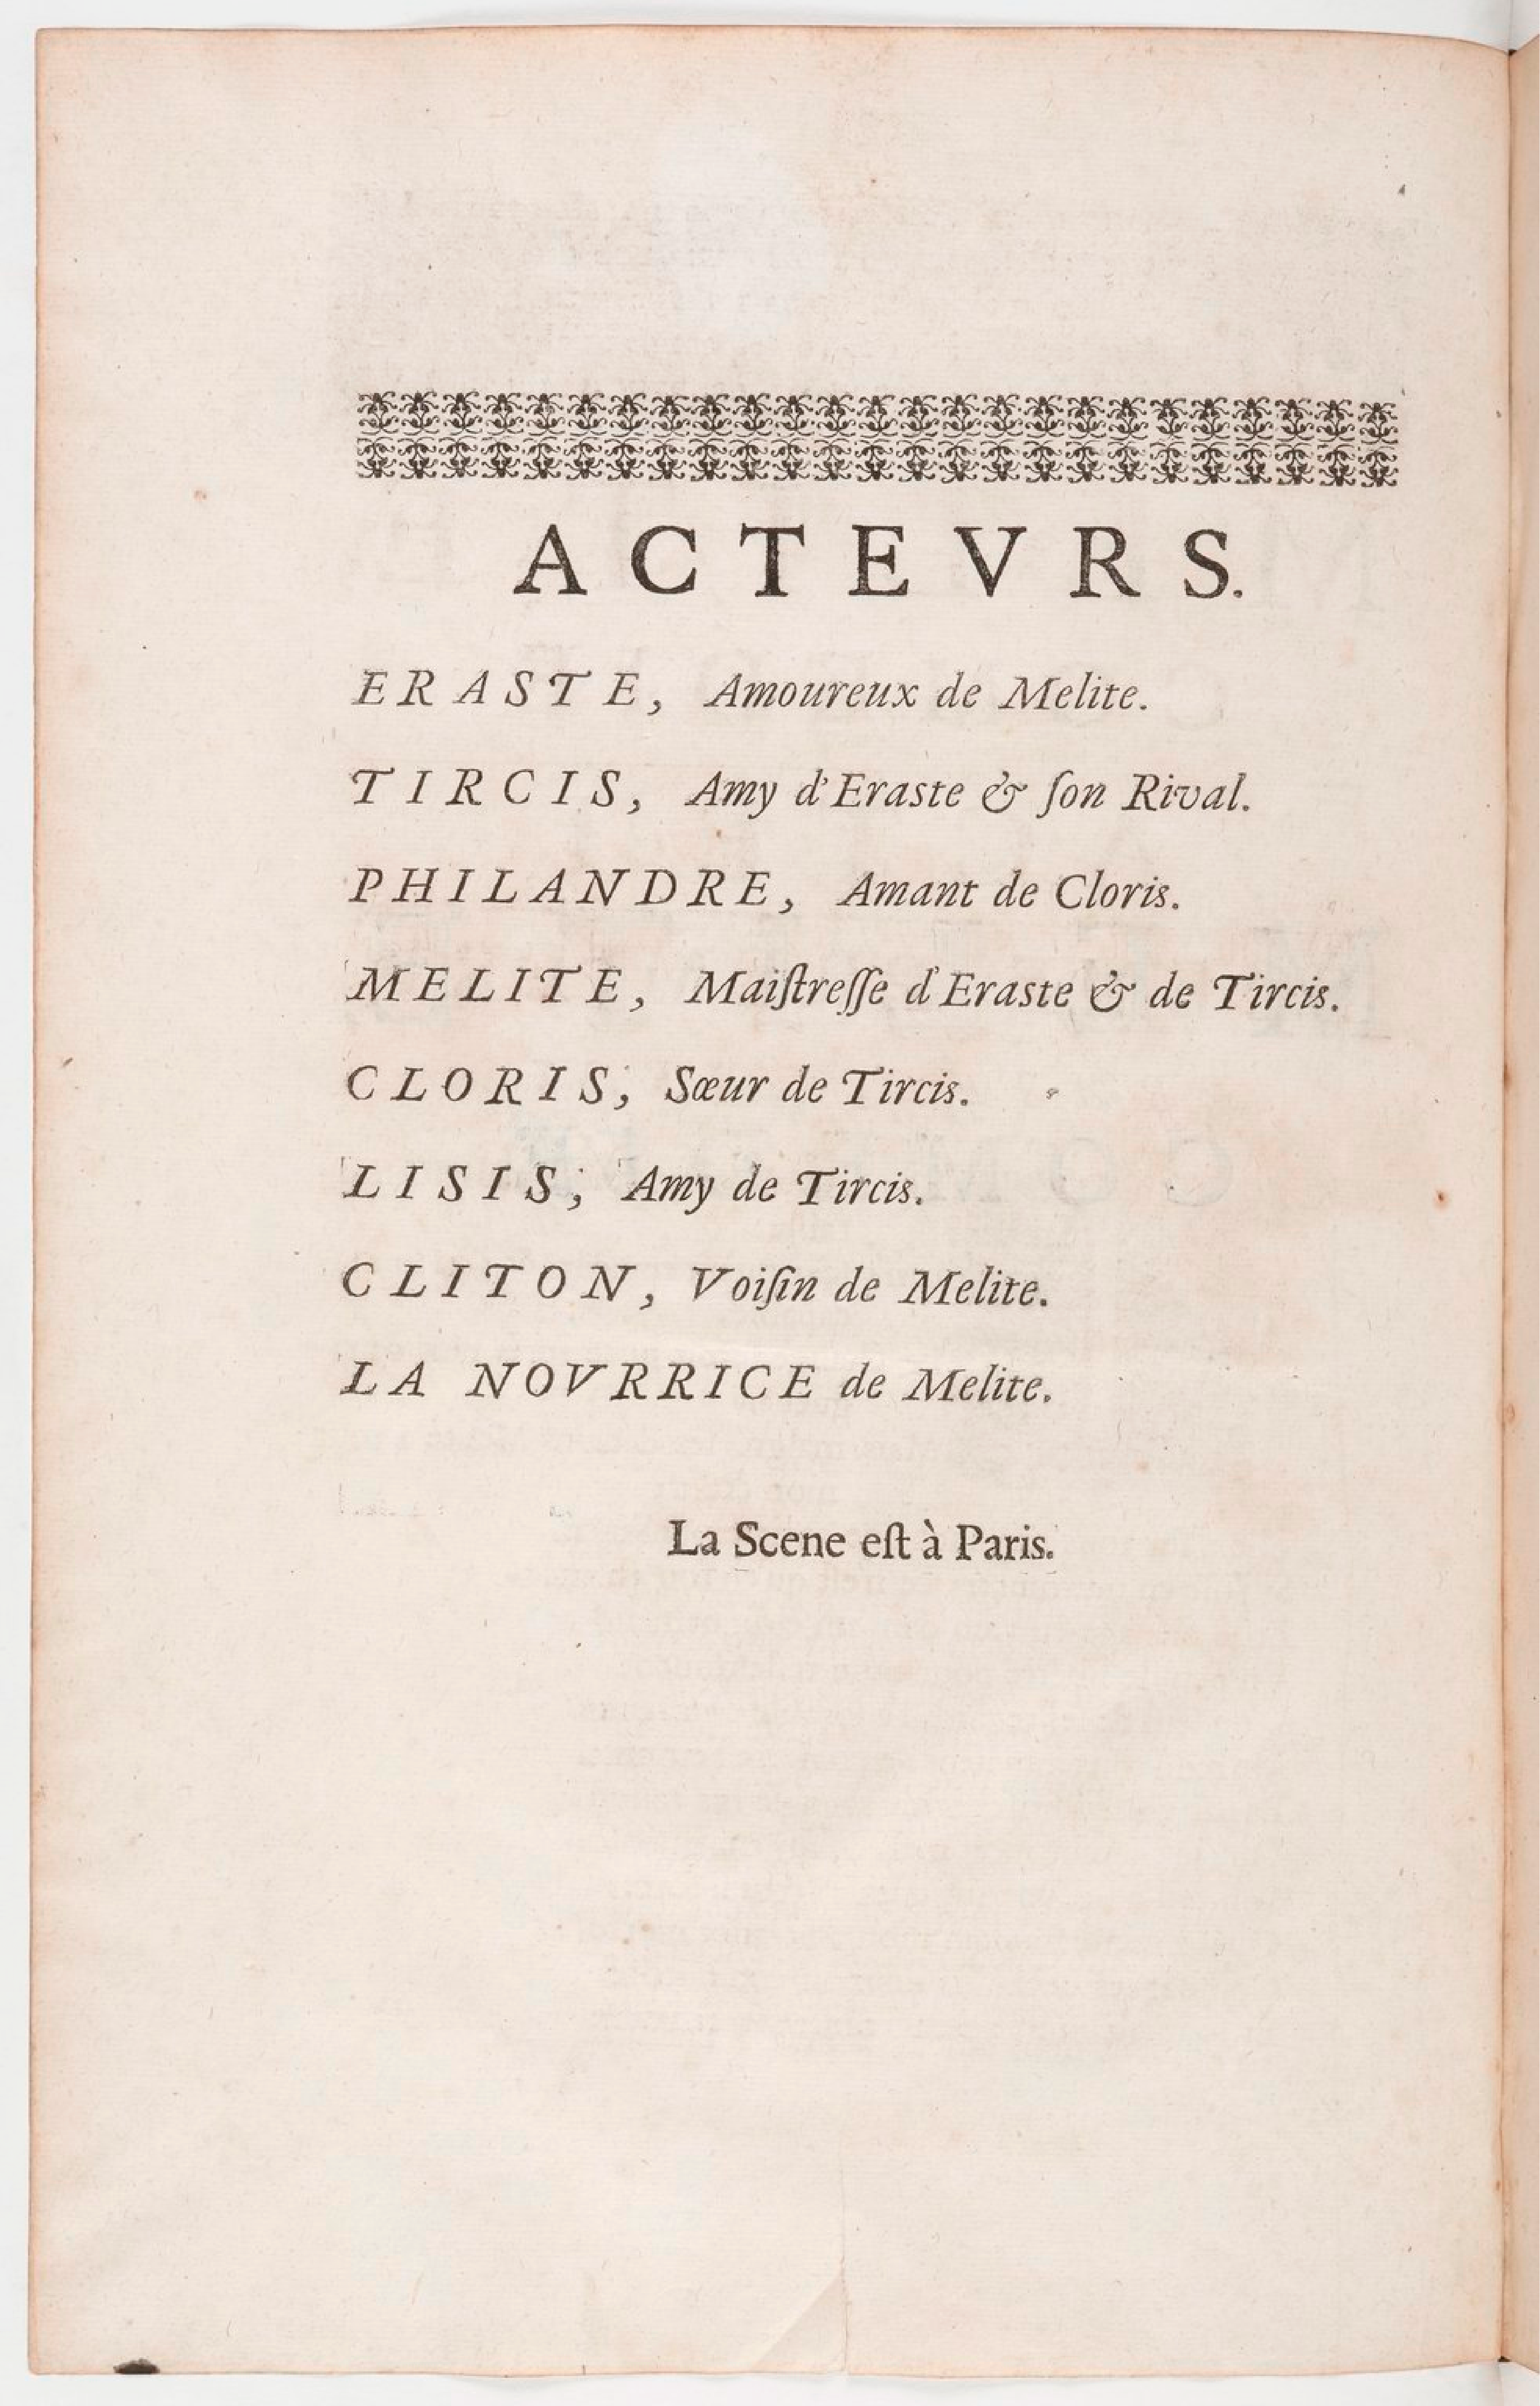 ACTEVRS.
ERASTE, Amoureux de Melite.
TIRCIS, Amy d'Eraste & ſon Rival.
PHILANDRE, Amant de Cloris.
MELITE, Maiſtreſſe d'Eraste & de Tircis.
CLORIS, Sœur de Tircis.
LISIS, Amy de Tircis.
CLITON, Voiſin de Melite.
LA NOVRRICE de Melite.
La Scene eſt à Paris.